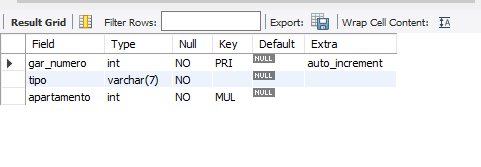 Result Grid Filter Rows: Export: Wrap Cell Content: IA
Field Type Null Key Default Extra
gar_numero int NO PRI NULL auto_increment
tipo varchar(7) NO NULL
apartamento int NO MUL NULL